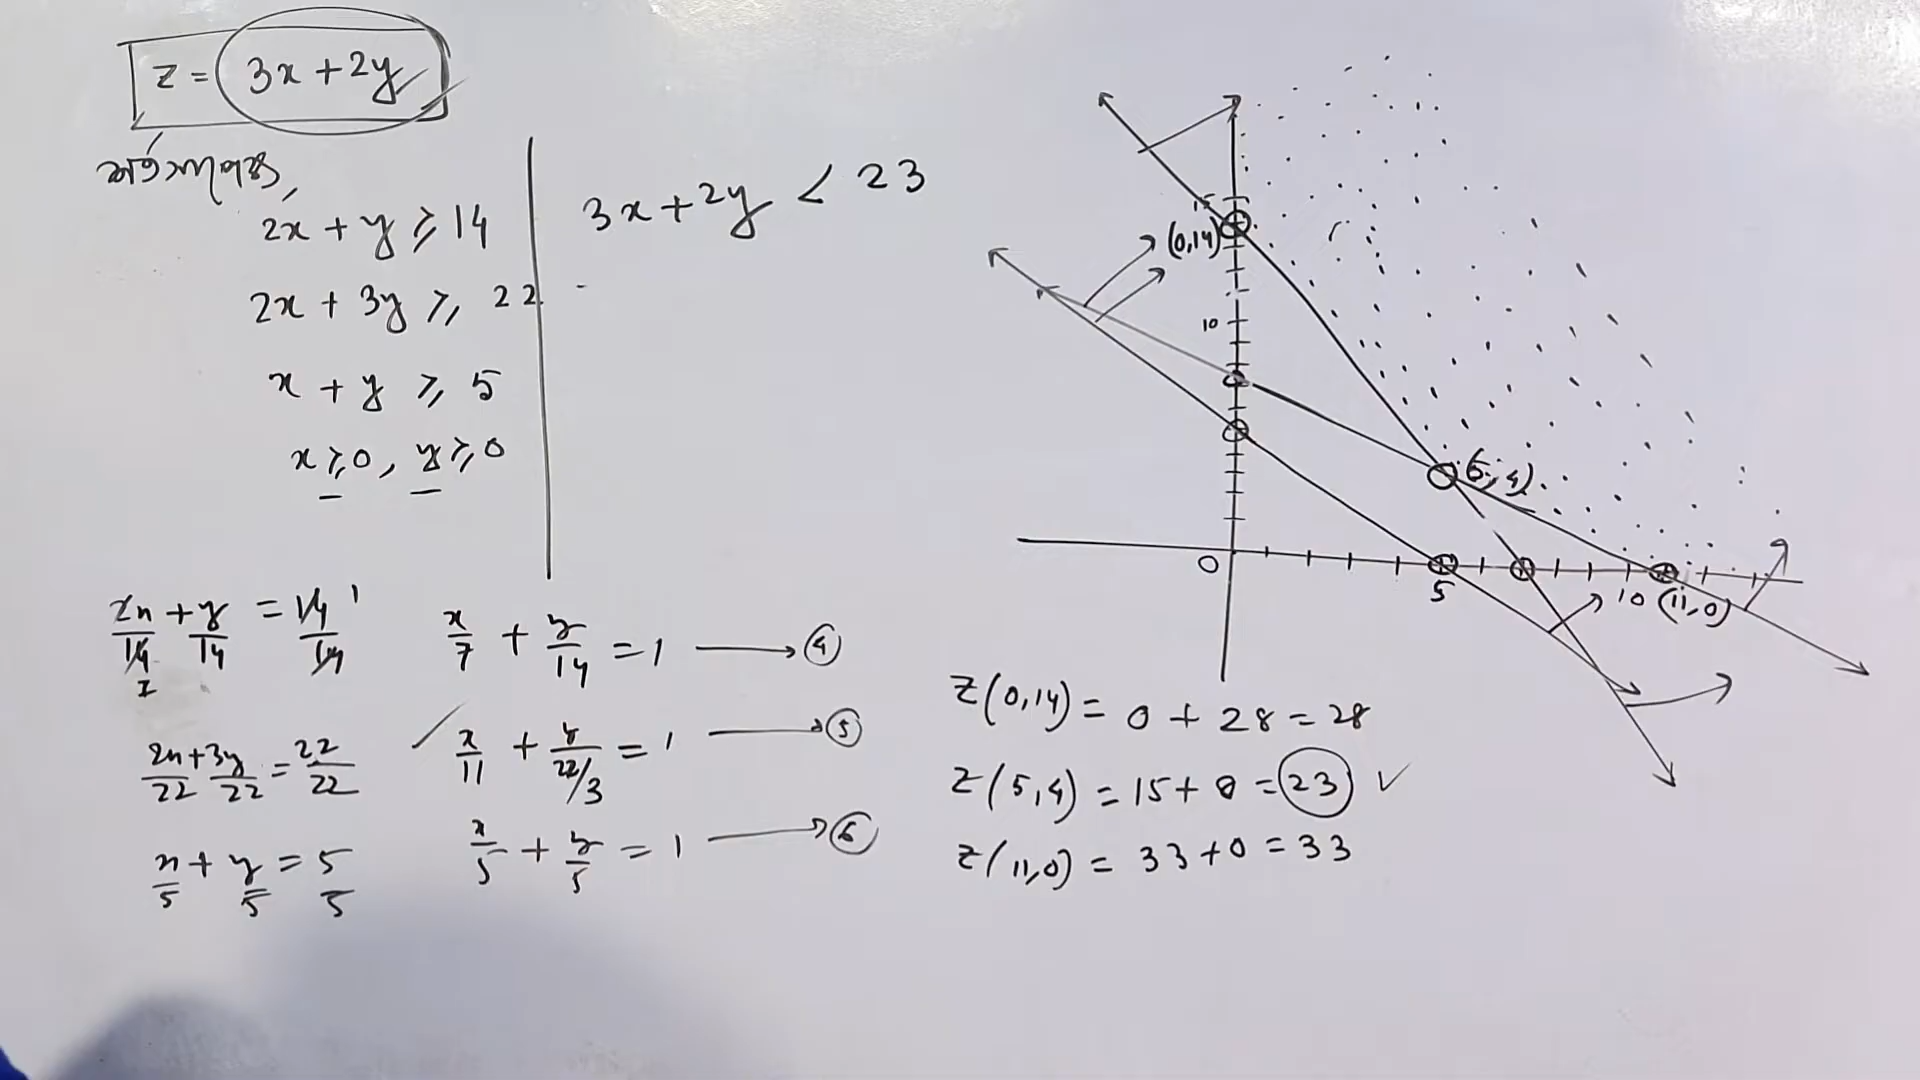 z = 3x + 2y
2x + y ≥ 14
2x + 3y ≥ 22
x + y ≥ 5
x ≥ 0, y ≥ 0
3x + 2y < 23
2x/14 + y/14 = 14/14 1
7
2x/22 + 3y/22 = 22/22
x/5 + y/5 = 5/5
x/7 + y/14 = 1 → ④
x/11 + y/22/3 = 1 → ⑤
x/5 + y/5 = 1 → ⑥
15
(0,14)
10
(5,4)
0
5
10 (11,0)
z(0,14) = 0 + 28 = 28
z(5,4) = 15 + 8 = 23 ✓
z(11,0) = 33 + 0 = 33